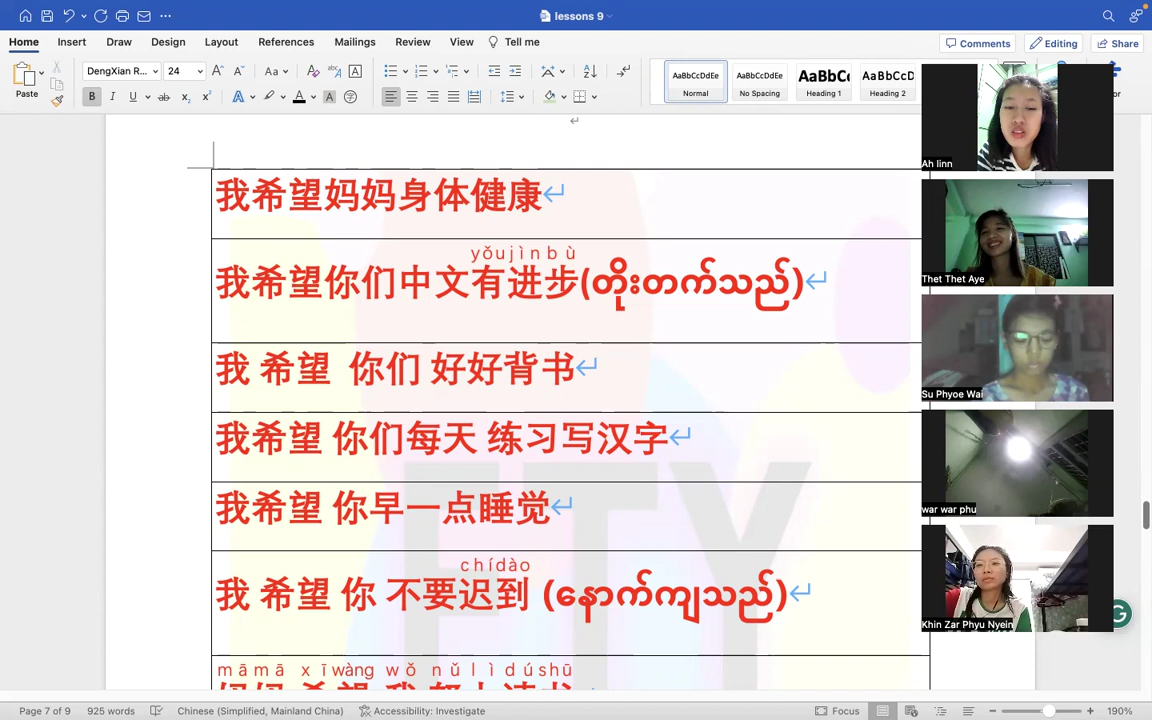 lessons 9
Home Insert Draw Design Layout References Mailings Review View Tell me Comments Editing Share
Paste DengXian R... 24 Aa A AaBbCcDdEe AaBbCcDdEe AaBbC AaBbCcD
B I U ab x₂ x² A A A Normal No Spacing Heading 1 Heading 2
我希望妈妈身体健康
yǒujìnbù
我希望你们中文有进步(တိုးတက်သည်)
我 希望 你们 好好背书
我希望 你们每天 练习写汉字
我希望 你早一点睡觉
chídào
我 希望 你 不要迟到 (နောက်ကျသည်)
māmā xīwàng wǒ nǔlì dúshū
ETY
Ah linn
Thet Thet Aye
Su Phyoe Wai
war war phu
Khin Zar Phyu Nyein
Page 7 of 9 925 words Chinese (Simplified, Mainland China) Accessibility: Investigate Focus 190%